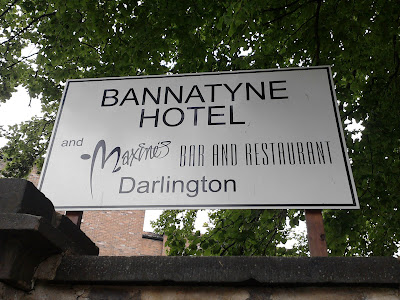 BANNATYNE
HOTEL
and Maxine's BAR AND RESTAURANT
Darlington